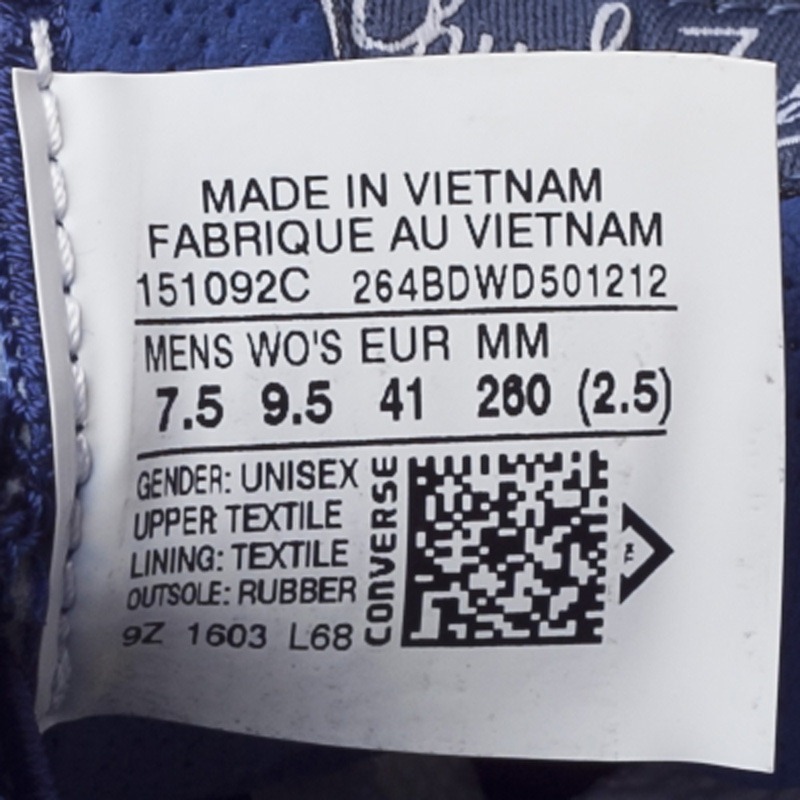 MADE IN VIETNAM
FABRIQUE AU VIETNAM
151092C 264BDWD501212
MENS WO'S EUR MM
7.5 9.5 41 260 (2.5)
GENDER: UNISEX
UPPER TEXTILE
LINING: TEXTILE
OUTSOLE: RUBBER
9Z 1603 L68
CONVERSE
TM